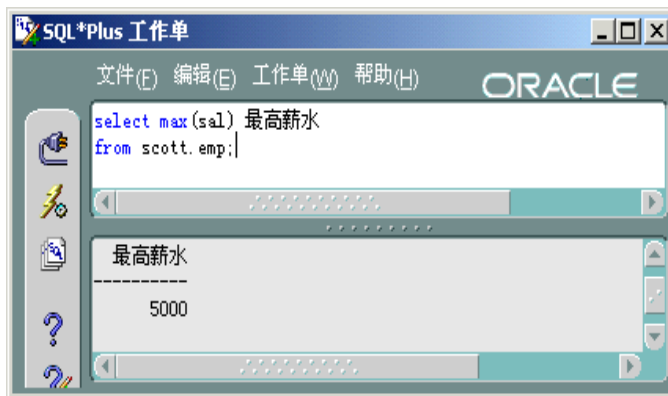 SQL*Plus 工作单
文件(F) 编辑(E) 工作单(W) 帮助(H) ORACLE
select max(sal) 最高薪水
from scott.emp;
最高薪水
----------
5000